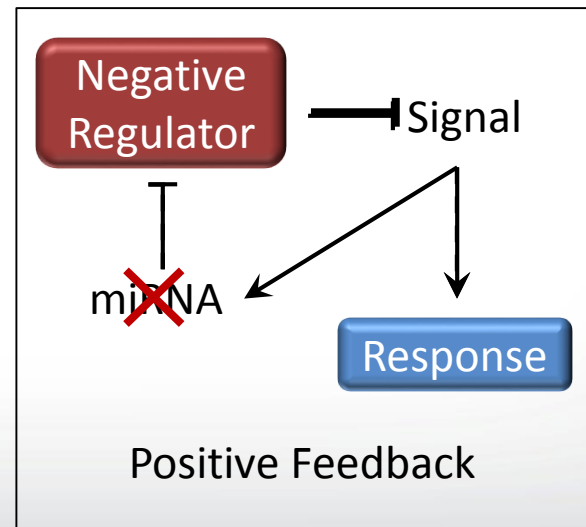 Negative
Regulator
Signal
miRNA
Response
Positive Feedback